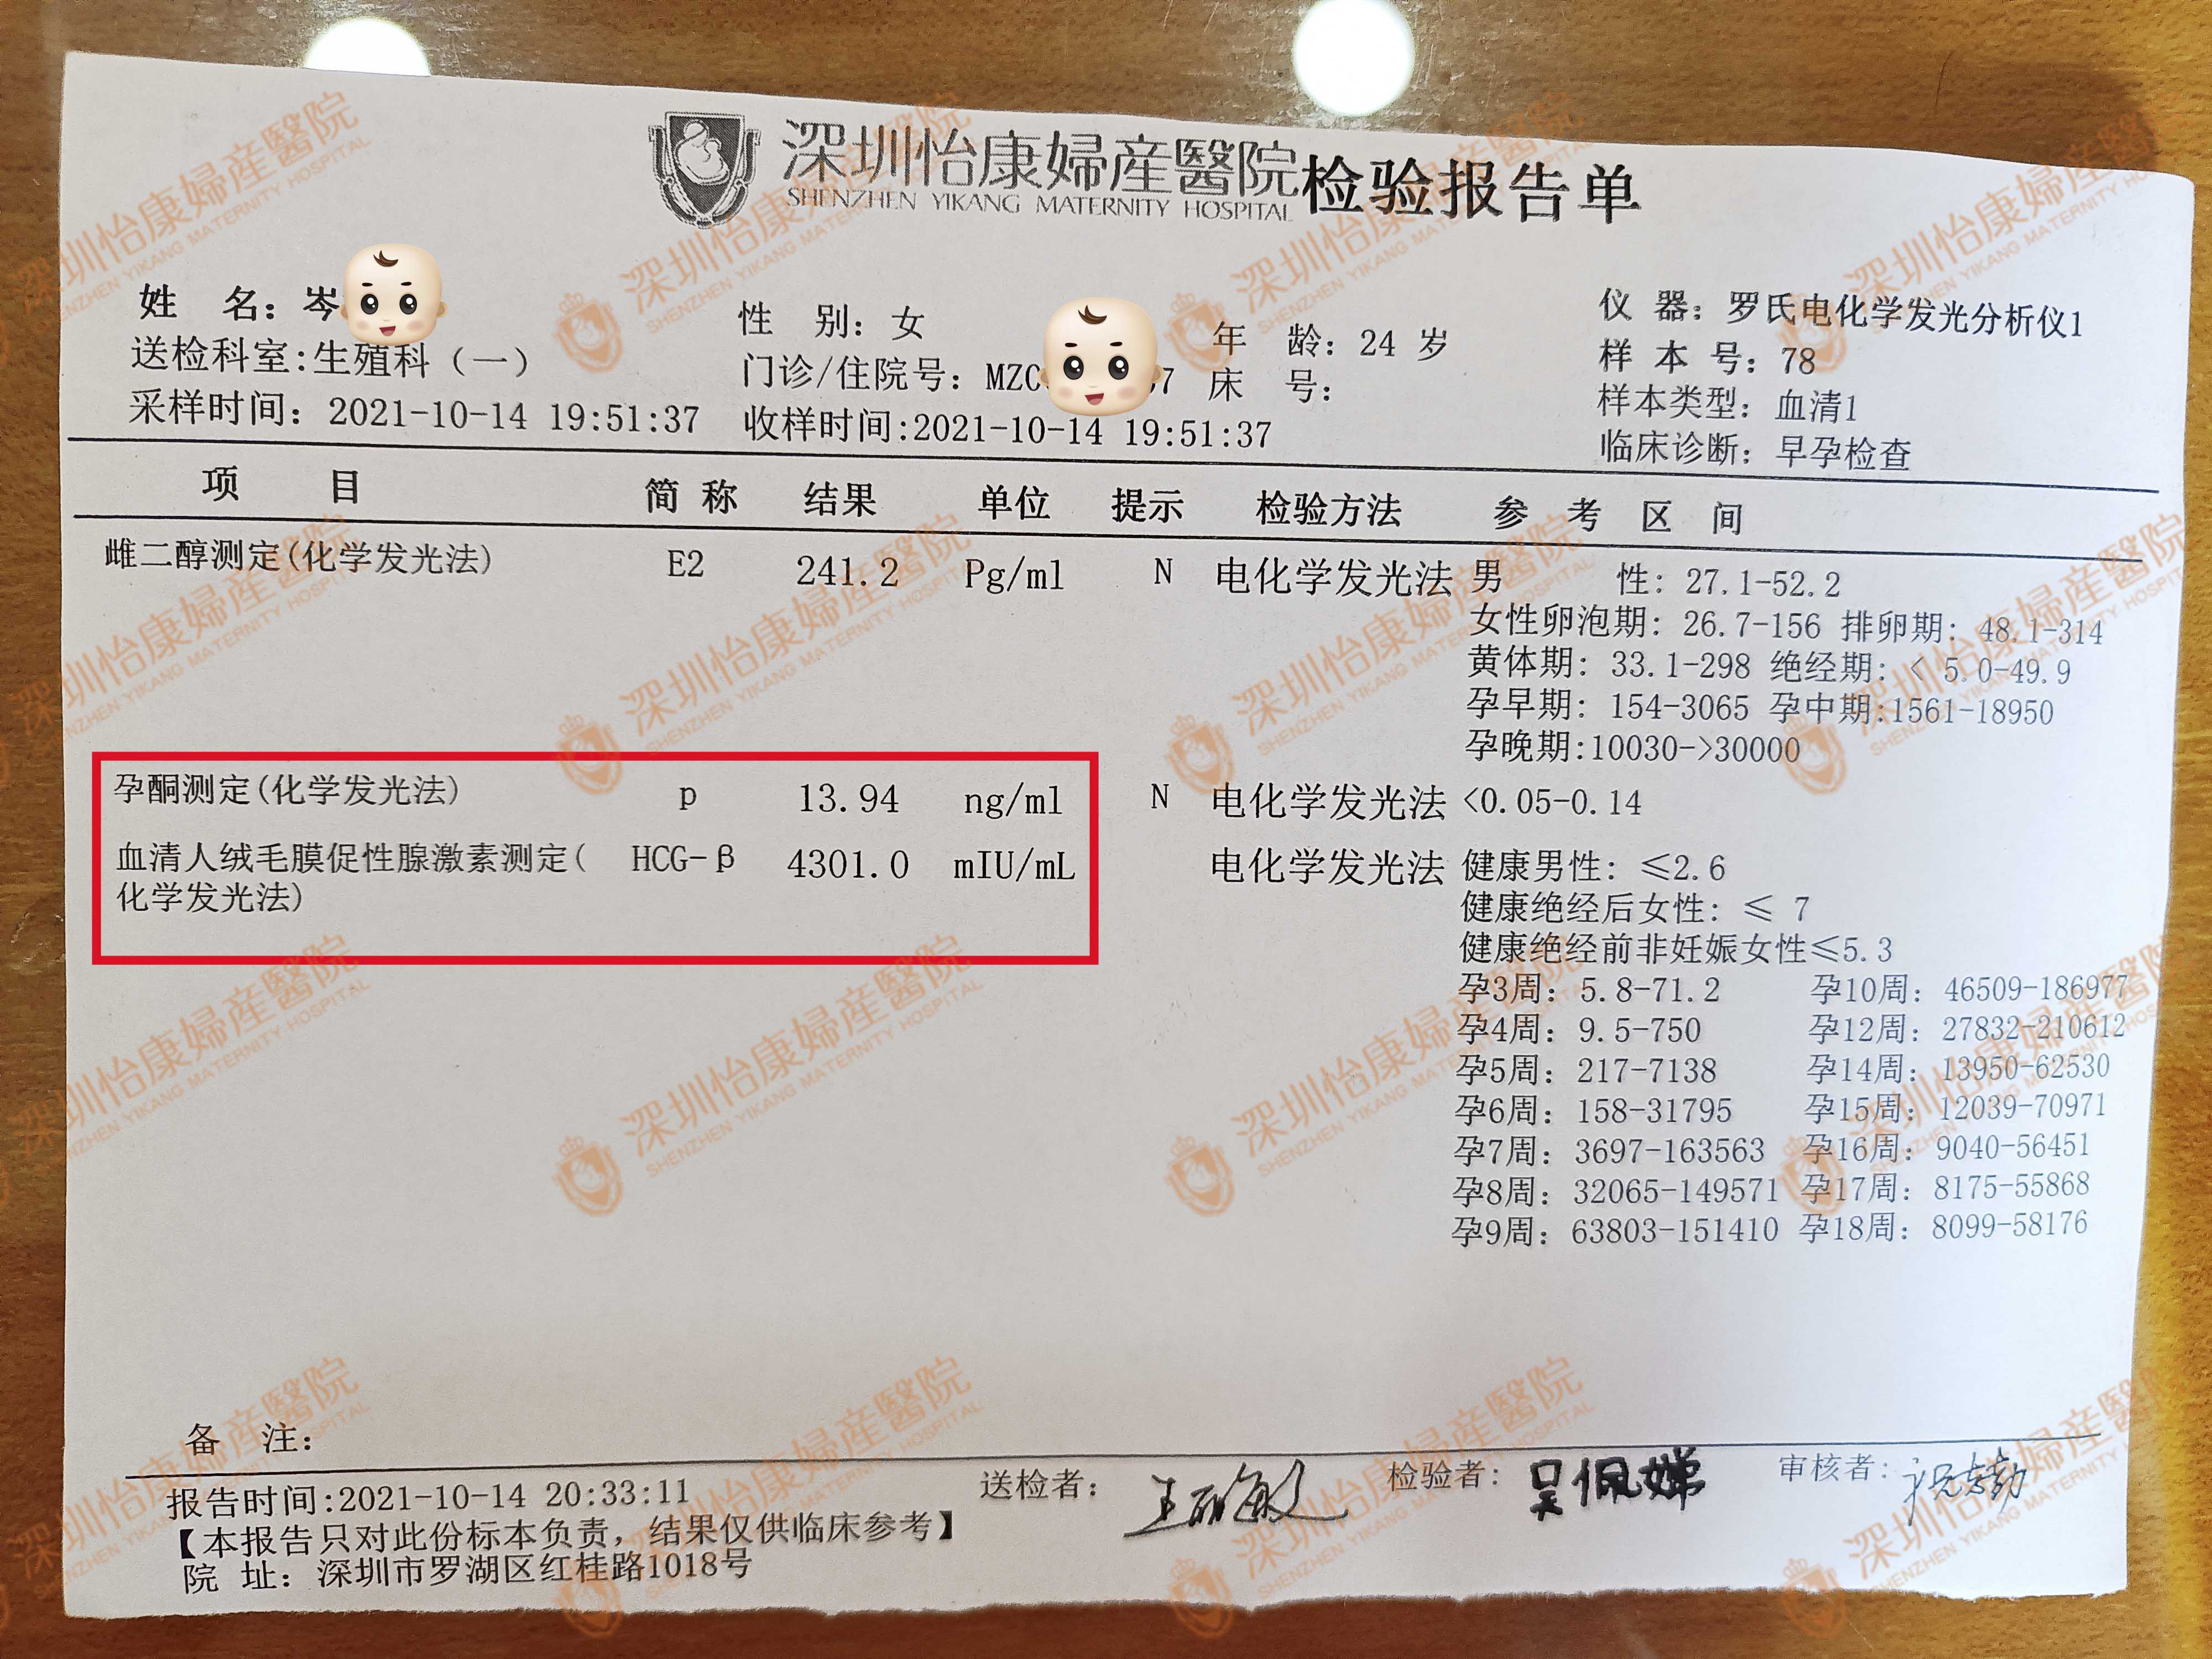 深圳怡康婦産醫院检验报告单
SHENZHEN YIKANG MATERNITY HOSPITAL
姓 名：岑
性 别：女
年 龄：24 岁
仪 器：罗氏电化学发光分析仪1
送检科室:生殖科（一）
门诊/住院号：MZC 7
床 号：
样 本 号：78
采样时间：2021-10-14 19:51:37
收样时间:2021-10-14 19:51:37
样本类型：血清1
临床诊断：早孕检查
项 目 简 称 结果 单位 提示 检验方法 参 考 区 间
雌二醇测定(化学发光法) E2 241.2 Pg/ml N 电化学发光法 男 性：27.1-52.2
女性卵泡期：26.7-156 排卵期：48.1-314
黄体期：33.1-298 绝经期：< 5.0-49.9
孕早期：154-3065 孕中期:1561-18950
孕晚期:10030->30000
孕酮测定(化学发光法) p 13.94 ng/ml N 电化学发光法 <0.05-0.14
血清人绒毛膜促性腺激素测定( HCG-β 4301.0 mIU/mL 电化学发光法 健康男性：≤2.6
化学发光法)
健康绝经后女性：≤ 7
健康绝经前非妊娠女性≤5.3
孕3周：5.8-71.2 孕10周：46509-186977
孕4周：9.5-750 孕12周：27832-210612
孕5周：217-7138 孕14周：13950-62530
孕6周：158-31795 孕15周：12039-70971
孕7周：3697-163563 孕16周：9040-56451
孕8周：32065-149571 孕17周：8175-55868
孕9周：63803-151410 孕18周：8099-58176
备 注：
报告时间:2021-10-14 20:33:11
送检者：
检验者：吴佩娣
审核者：
【本报告只对此份标本负责，结果仅供临床参考】
院 址：深圳市罗湖区红桂路1018号
深圳怡康婦産醫院
SHENZHEN YIKANG MATERNITY HOSPITAL